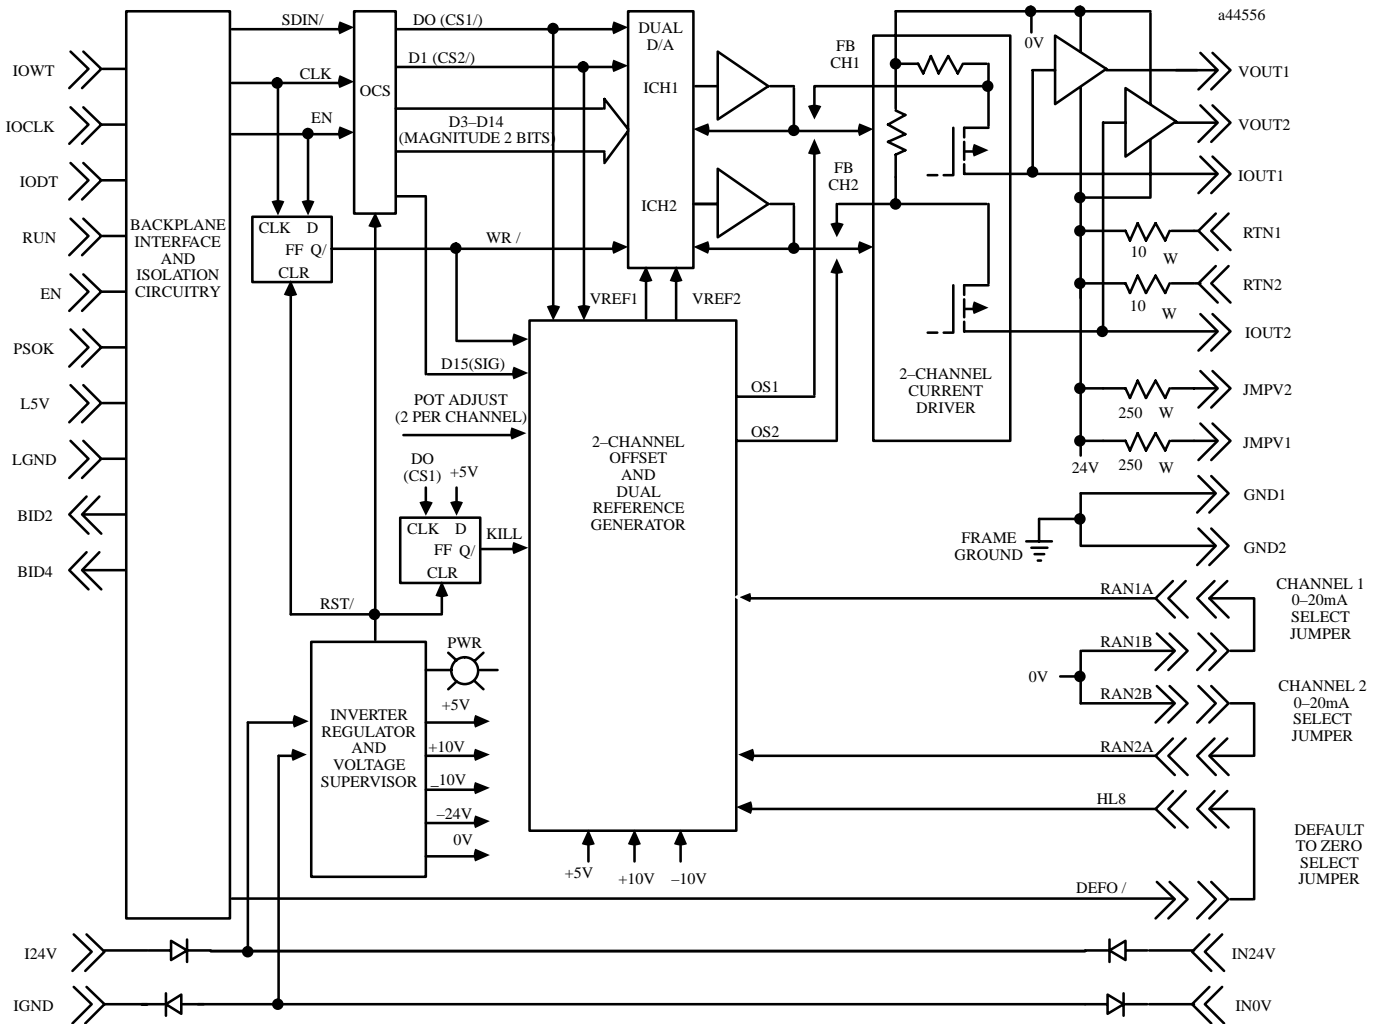 a44556
SDIN/
DO (CS1/)
DUAL
D/A
0V
FB
CH1
IOWT
CLK
OCS
D1 (CS2/)
ICH1
VOUT1
IOCLK
EN
D3–D14
(MAGNITUDE 2 BITS)
VOUT2
IODT
FB
CH2
IOUT1
BACKPLANE
INTERFACE
AND
ISOLATION
CIRCUITRY
CLK D
FF Q/
CLR
WR /
ICH2
RUN
RTN1
10 W
EN
VREF1
VREF2
RTN2
10 W
PSOK
IOUT2
D15(SIG)
L5V
POT ADJUST
(2 PER CHANNEL)
OS1
2–CHANNEL
CURRENT
DRIVER
JMPV2
250 W
LGND
OS2
JMPV1
24V
250 W
DO
(CS1)
+5V
2–CHANNEL
OFFSET
AND
DUAL
REFERENCE
GENERATOR
BID2
CLK D
FF Q/
CLR
KILL
GND1
FRAME
GROUND
GND2
BID4
RST/
RAN1A
CHANNEL 1
0–20mA
SELECT
JUMPER
PWR
RAN1B
0V
INVERTER
REGULATOR
AND
VOLTAGE
SUPERVISOR
+5V
RAN2B
CHANNEL 2
0–20mA
SELECT
JUMPER
+10V
RAN2A
_10V
HL8
–24V
0V
DEFAULT
TO ZERO
SELECT
JUMPER
+5V
+10V
–10V
DEFO /
I24V
IN24V
IGND
IN0V